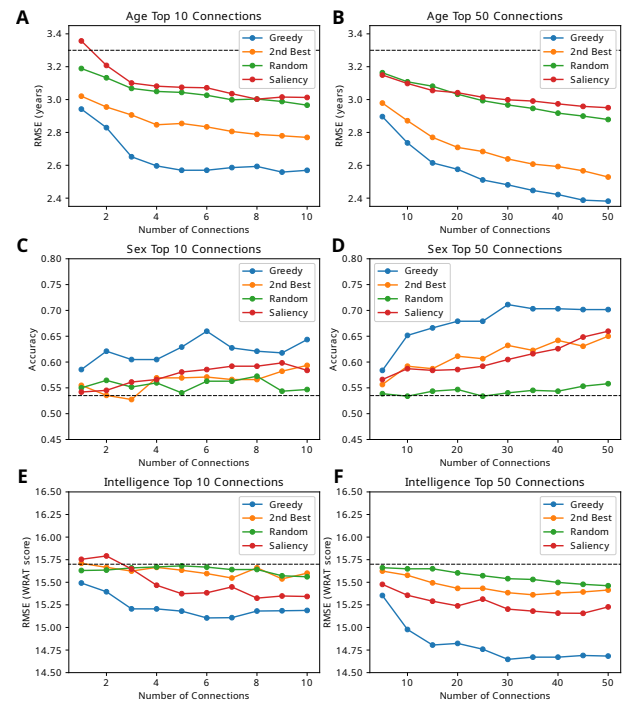 A
Age Top 10 Connections
RMSE (years)
3.4
3.2
3.0
2.8
2.6
2.4
2 4 6 8 10
Number of Connections
Greedy
2nd Best
Random
Saliency
B
Age Top 50 Connections
RMSE (years)
3.4
3.2
3.0
2.8
2.6
2.4
10 20 30 40 50
Number of Connections
Greedy
2nd Best
Random
Saliency
C
Sex Top 10 Connections
Accuracy
0.80
0.75
0.70
0.65
0.60
0.55
0.50
0.45
2 4 6 8 10
Number of Connections
Greedy
2nd Best
Random
Saliency
D
Sex Top 50 Connections
Accuracy
0.80
0.75
0.70
0.65
0.60
0.55
0.50
0.45
10 20 30 40 50
Number of Connections
Greedy
2nd Best
Random
Saliency
E
Intelligence Top 10 Connections
RMSE (WRAT score)
16.50
16.25
16.00
15.75
15.50
15.25
15.00
14.75
14.50
2 4 6 8 10
Number of Connections
Greedy
2nd Best
Random
Saliency
F
Intelligence Top 50 Connections
RMSE (WRAT score)
16.50
16.25
16.00
15.75
15.50
15.25
15.00
14.75
14.50
10 20 30 40 50
Number of Connections
Greedy
2nd Best
Random
Saliency